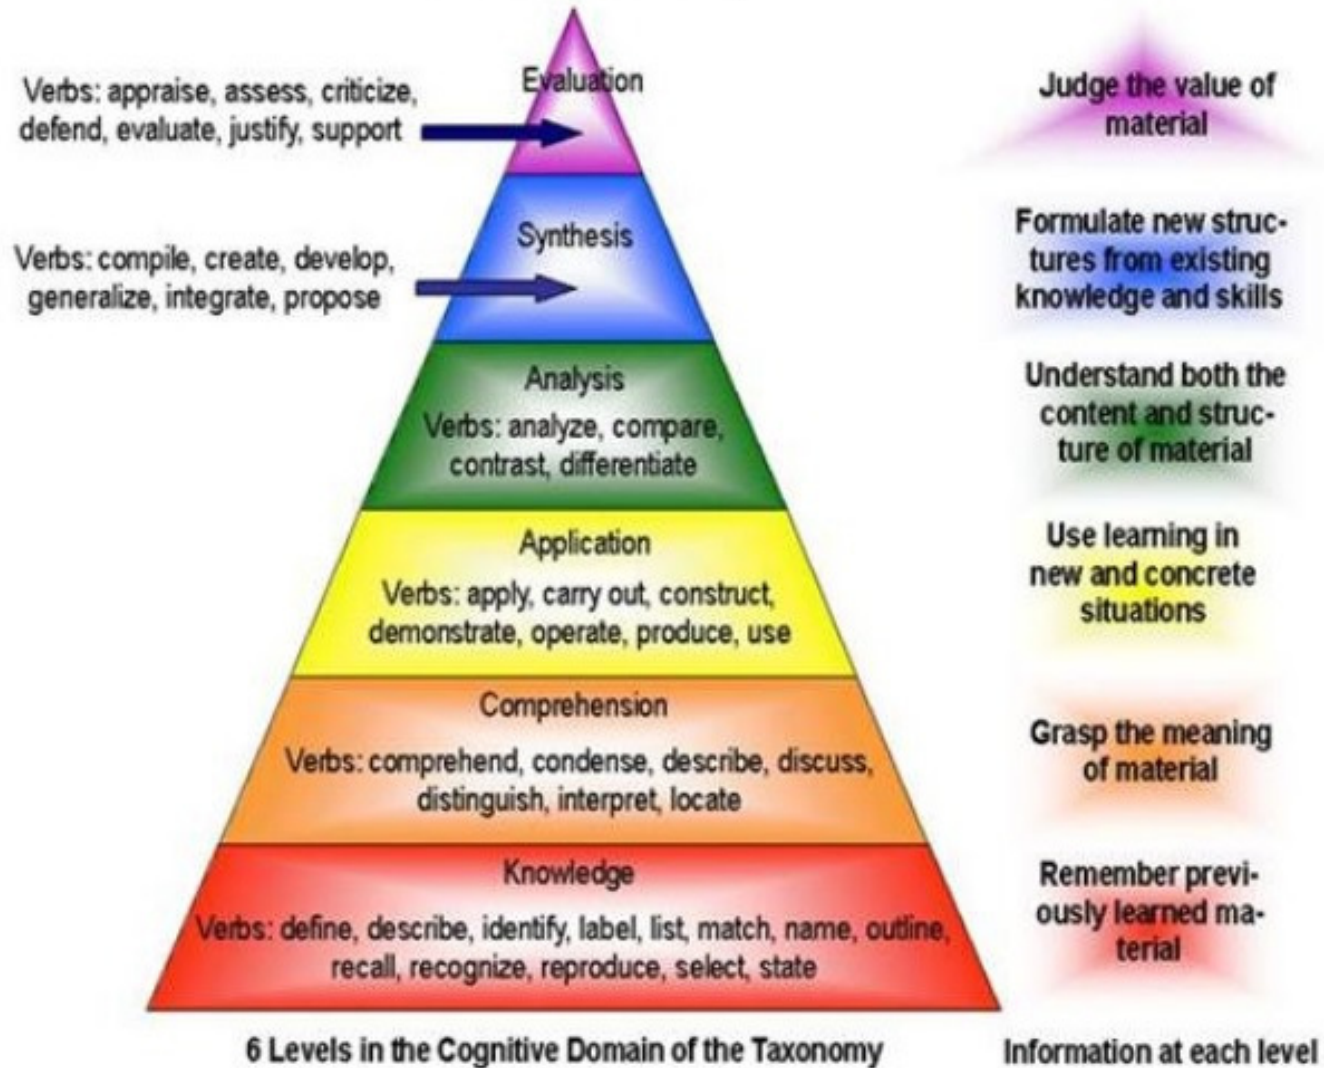 Evaluation
Verbs: appraise, assess, criticize,
defend, evaluate, justify, support
Judge the value of
material
Synthesis
Verbs: compile, create, develop,
generalize, integrate, propose
Formulate new struc-
tures from existing
knowledge and skills
Analysis
Verbs: analyze, compare,
contrast, differentiate
Understand both the
content and struc-
ture of material
Application
Verbs: apply, carry out, construct,
demonstrate, operate, produce, use
Use learning in
new and concrete
situations
Comprehension
Verbs: comprehend, condense, describe, discuss,
distinguish, interpret, locate
Grasp the meaning
of material
Knowledge
Verbs: define, describe, identify, label, list, match, name, outline,
recall, recognize, reproduce, select, state
Remember previ-
ously learned ma-
terial
6 Levels in the Cognitive Domain of the Taxonomy
Information at each level